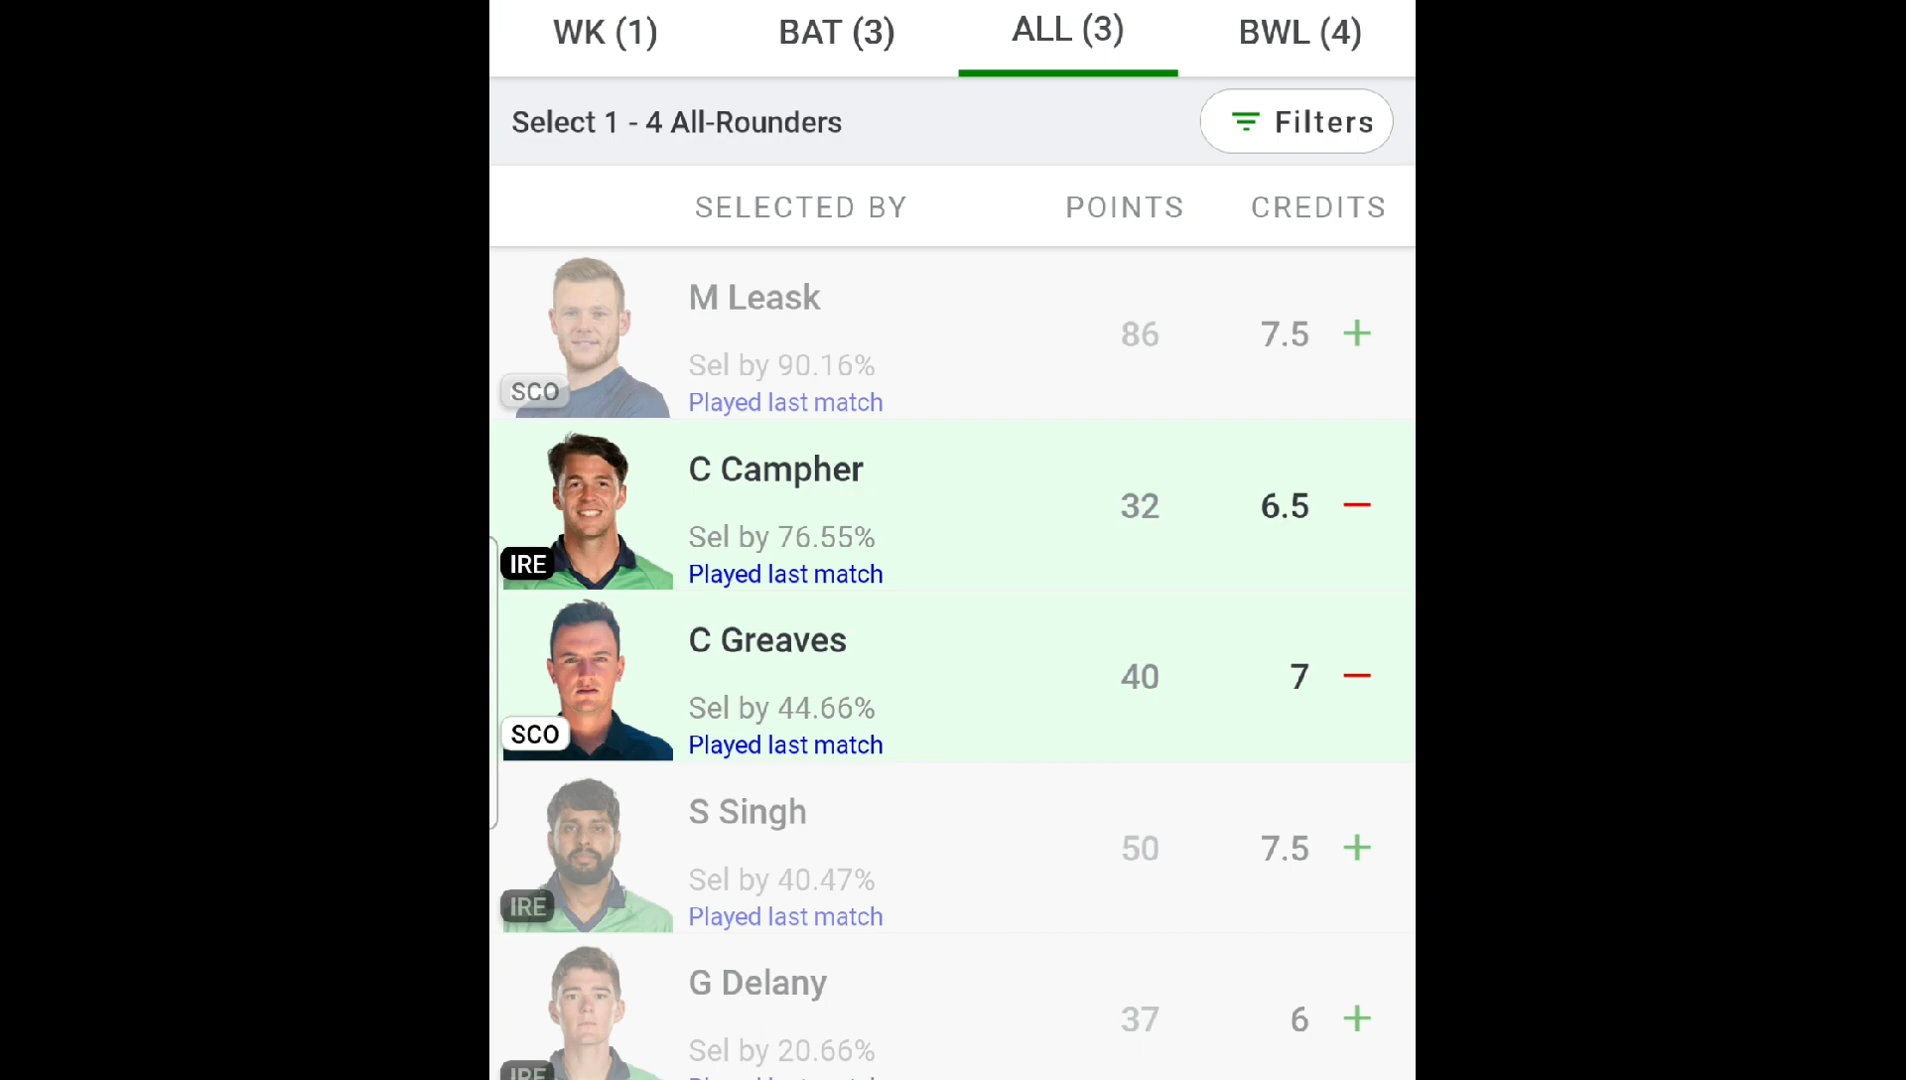 WK (1) BAT (3) ALL (3) BWL (4)
Select 1 - 4 All-Rounders Filters
SELECTED BY POINTS CREDITS
M Leask
86 7.5 +
Sel by 90.16%
SCO
Played last match
C Campher
32 6.5 −
Sel by 76.55%
IRE
Played last match
C Greaves
40 7 −
Sel by 44.66%
SCO
Played last match
S Singh
50 7.5 +
Sel by 40.47%
IRE
Played last match
G Delany
37 6 +
Sel by 20.66%
IRE